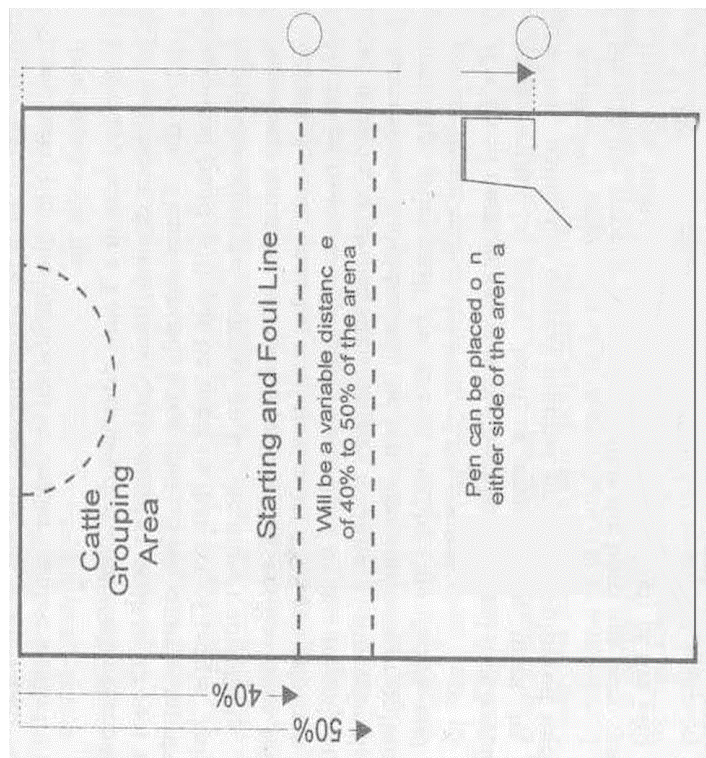 Cattle
Grouping
Area
Starting and Foul Line
Will be a variable distanc e
of 40% to 50% of the arena
Pen can be placed o n
either side of the aren a
40%
50%